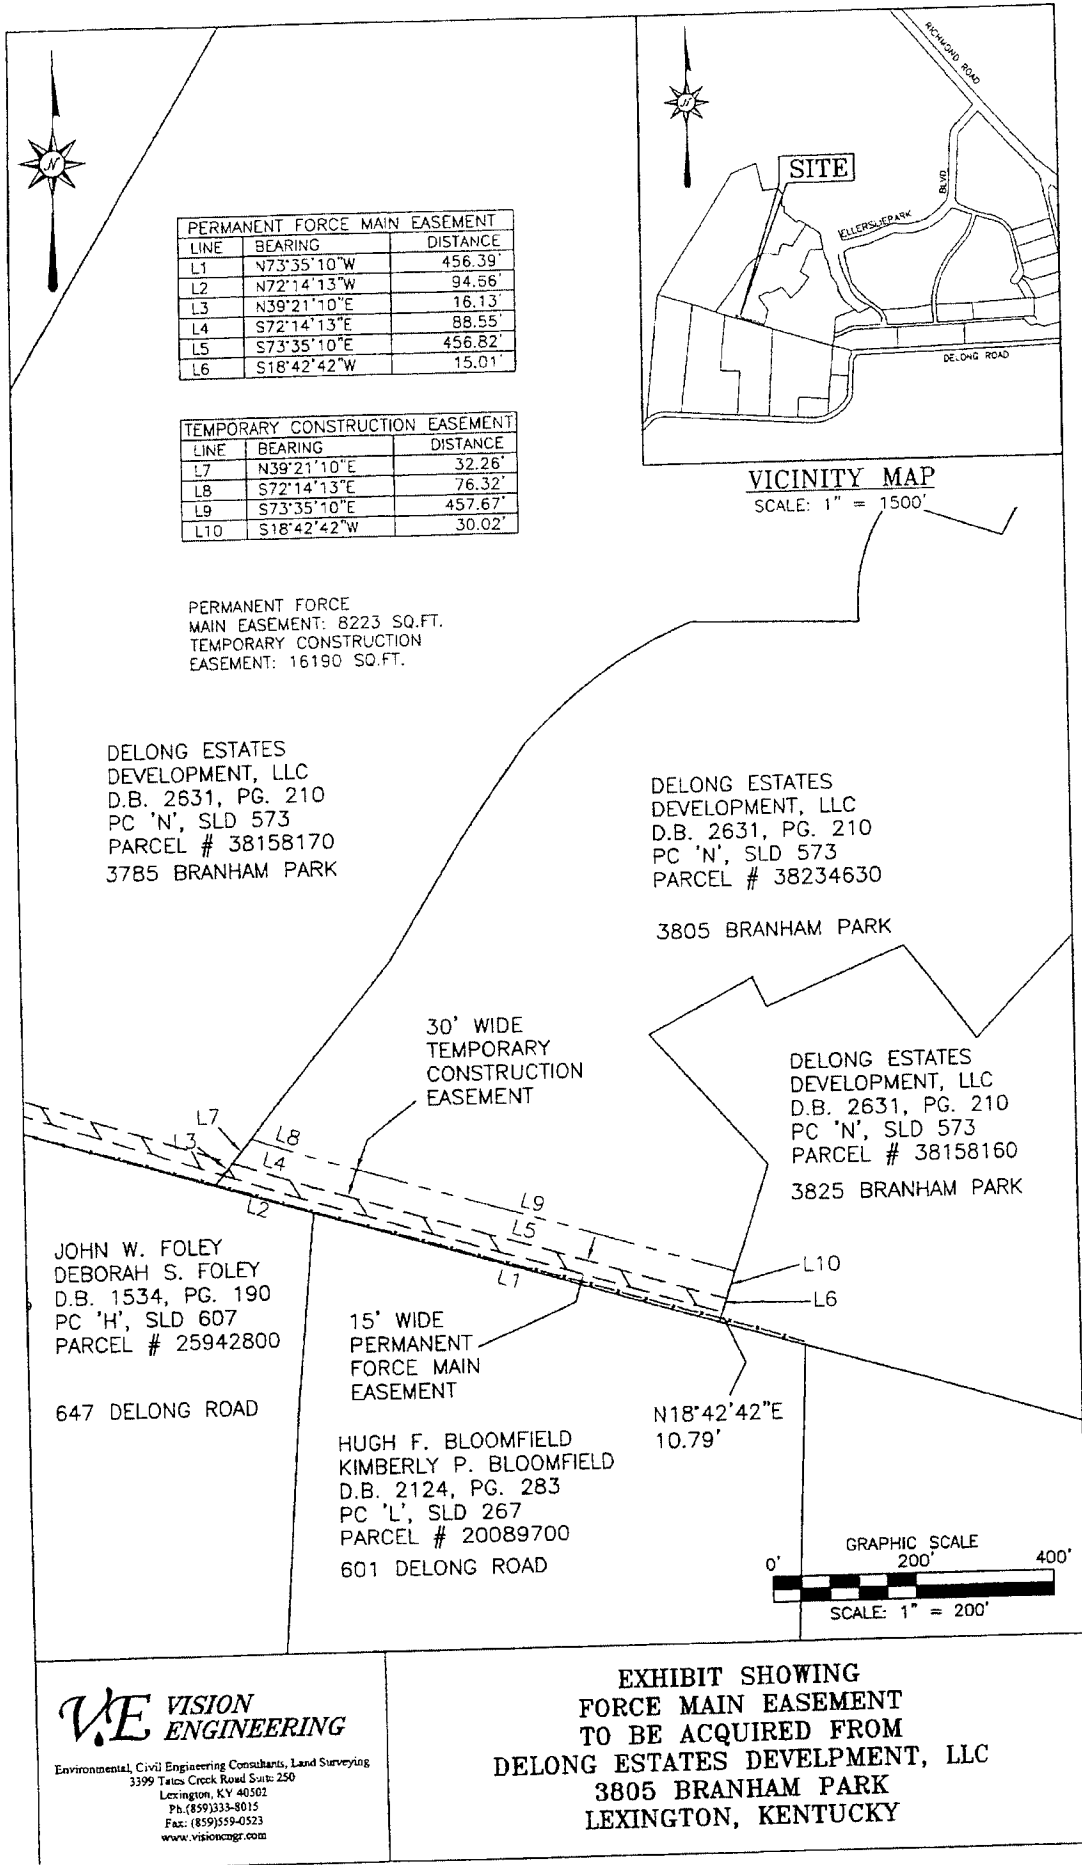 N
RICHMOND ROAD
N
SITE
BLVD
ELLERSLIE PARK
DELONG ROAD
VICINITY MAP
SCALE: 1" = 1500'
PERMANENT FORCE MAIN EASEMENT
LINE BEARING DISTANCE
L1 N73°35'10"W 456.39'
L2 N72°14'13"W 94.56'
L3 N39°21'10"E 16.13'
L4 S72°14'13"E 88.55'
L5 S73°35'10"E 456.82'
L6 S18°42'42"W 15.01'
TEMPORARY CONSTRUCTION EASEMENT
LINE BEARING DISTANCE
L7 N39°21'10"E 32.26'
L8 S72°14'13"E 76.32'
L9 S73°35'10"E 457.67'
L10 S18°42'42"W 30.02'
PERMANENT FORCE
MAIN EASEMENT: 8223 SQ.FT.
TEMPORARY CONSTRUCTION
EASEMENT: 16190 SQ.FT.
DELONG ESTATES
DEVELOPMENT, LLC
D.B. 2631, PG. 210
PC 'N', SLD 573
PARCEL # 38158170
3785 BRANHAM PARK
DELONG ESTATES
DEVELOPMENT, LLC
D.B. 2631, PG. 210
PC 'N', SLD 573
PARCEL # 38234630
3805 BRANHAM PARK
30' WIDE
TEMPORARY
CONSTRUCTION
EASEMENT
DELONG ESTATES
DEVELOPMENT, LLC
D.B. 2631, PG. 210
PC 'N', SLD 573
PARCEL # 38158160
3825 BRANHAM PARK
L7
L3
L8
L4
L2
L9
L5
L1
L10
L6
JOHN W. FOLEY
DEBORAH S. FOLEY
D.B. 1534, PG. 190
PC 'H', SLD 607
PARCEL # 25942800
647 DELONG ROAD
15' WIDE
PERMANENT
FORCE MAIN
EASEMENT
N18°42'42"E
10.79'
HUGH F. BLOOMFIELD
KIMBERLY P. BLOOMFIELD
D.B. 2124, PG. 283
PC 'L', SLD 267
PARCEL # 20089700
601 DELONG ROAD
GRAPHIC SCALE
0' 200' 400'
SCALE: 1" = 200'
VE VISION
ENGINEERING
Environmental, Civil Engineering Consultants, Land Surveying
3399 Tates Creek Road Suite 250
Lexington, KY 40502
Ph.(859)333-8015
Fax: (859)559-0523
www.visionengr.com
EXHIBIT SHOWING
FORCE MAIN EASEMENT
TO BE ACQUIRED FROM
DELONG ESTATES DEVELPMENT, LLC
3805 BRANHAM PARK
LEXINGTON, KENTUCKY